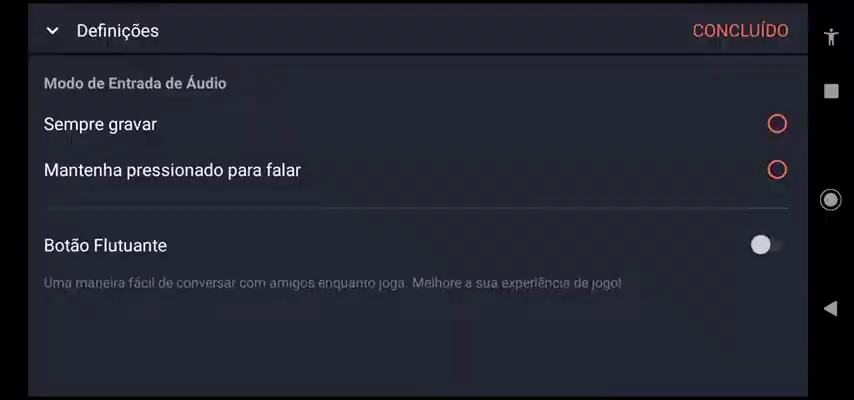 Definições
CONCLUÍDO
Modo de Entrada de Áudio
Sempre gravar
Mantenha pressionado para falar
Botão Flutuante
Uma maneira fácil de conversar com amigos enquanto joga. Melhore a sua experiência de jogo!